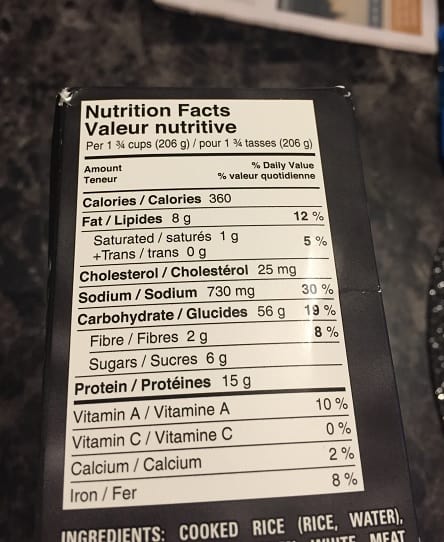 Nutrition Facts
Valeur nutritive
Per 1 ¾ cups (206 g) / pour 1 ¾ tasses (206 g)
Amount % Daily Value
Teneur % valeur quotidienne
Calories / Calories 360
Fat / Lipides 8 g 12 %
Saturated / saturés 1 g 5 %
+Trans / trans 0 g
Cholesterol / Cholestérol 25 mg
Sodium / Sodium 730 mg 30 %
Carbohydrate / Glucides 56 g 19 %
Fibre / Fibres 2 g 8 %
Sugars / Sucres 6 g
Protein / Protéines 15 g
Vitamin A / Vitamine A 10 %
Vitamin C / Vitamine C 0 %
Calcium / Calcium 2 %
Iron / Fer 8 %
INGREDIENTS: COOKED RICE (RICE, WATER),
WHITE MEAT